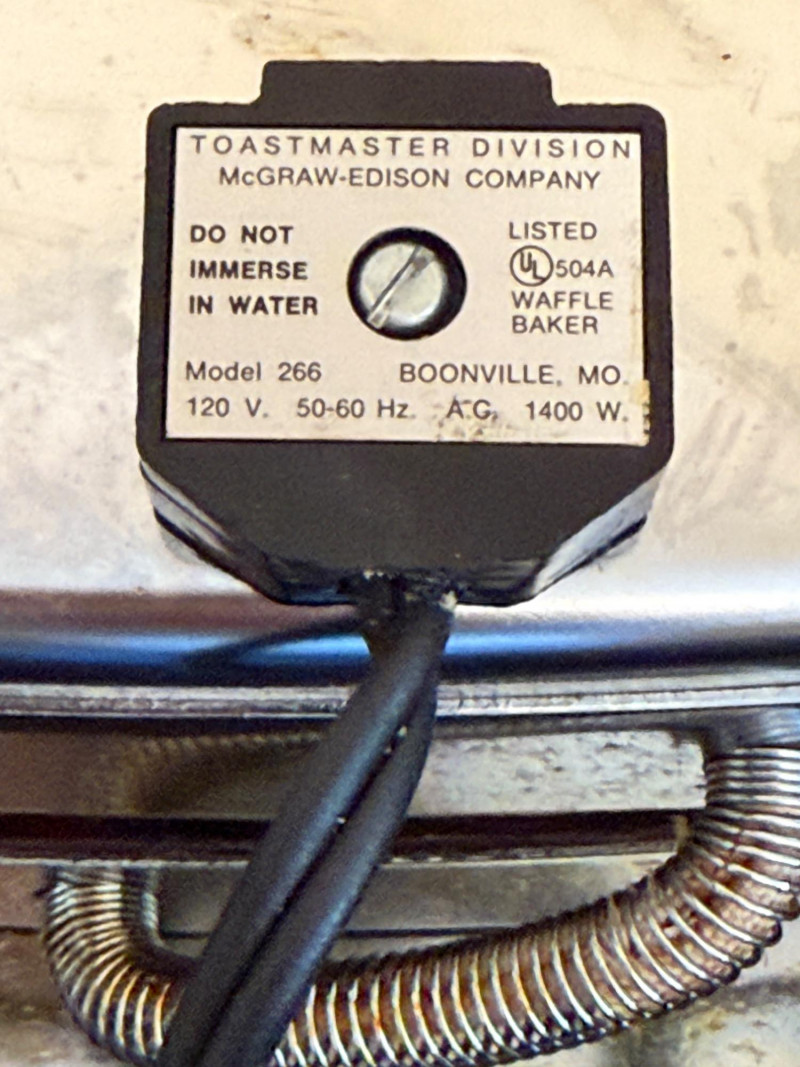 TOASTMASTER DIVISION
McGRAW-EDISON COMPANY
DO NOT
IMMERSE
IN WATER
LISTED
UL 504A
WAFFLE
BAKER
Model 266 BOONVILLE, MO.
120 V. 50-60 Hz. A.C. 1400 W.